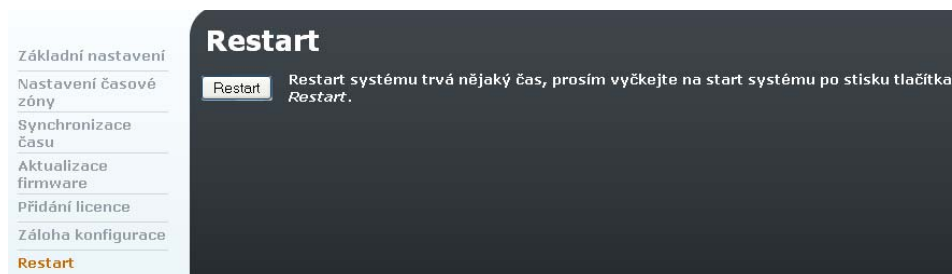 Základní nastavení
Nastavení časové
zóny
Synchronizace
času
Aktualizace
firmware
Přidání licence
Záloha konfigurace
Restart
Restart
Restart
Restart systému trvá nějaký čas, prosím vyčkejte na start systému po stisku tlačítka
Restart.